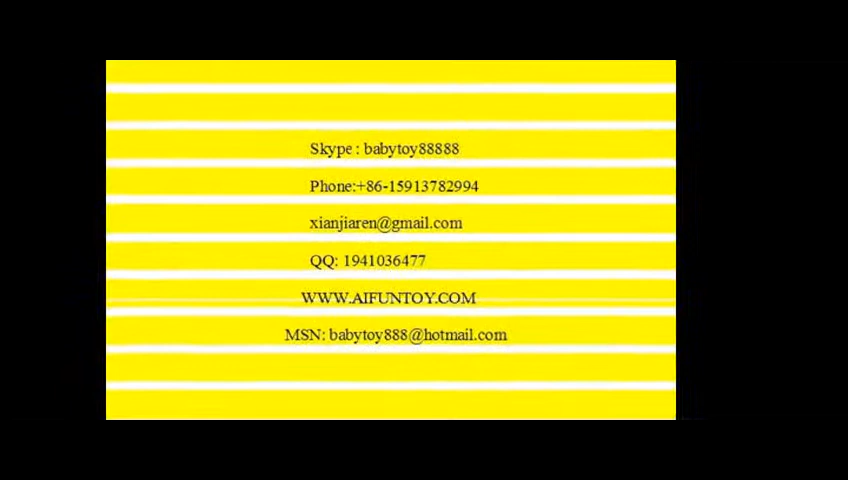 Skype : babytoy88888
Phone:+86-15913782994
xianjiaren@gmail.com
QQ: 1941036477
WWW.AIFUNTOY.COM
MSN: babytoy888@hotmail.com